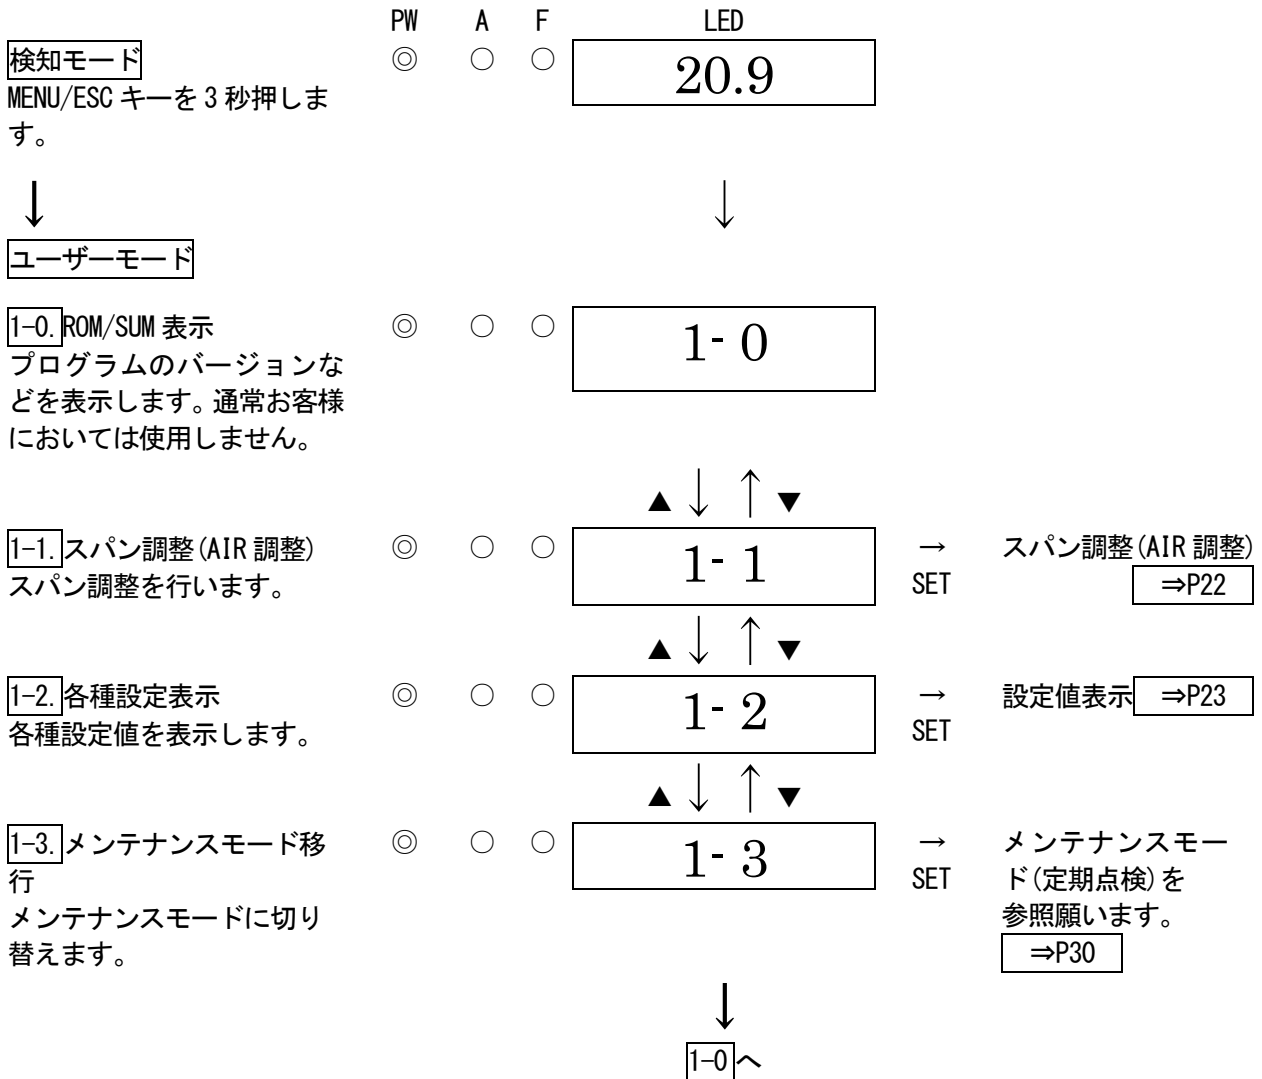 PW A F LED
検知モード ◎ ○ ○ 20.9
MENU/ESC キーを 3 秒押しま
す。
↓ ↓
ユーザーモード
1-0.ROM/SUM 表示 ◎ ○ ○ 1- 0
プログラムのバージョンな
どを表示します。通常お客様
においては使用しません。
▲↓ ↑▼
1-1.スパン調整(AIR 調整) ◎ ○ ○ 1- 1 → スパン調整(AIR 調整)
スパン調整を行います。 SET ⇒P22
▲↓ ↑▼
1-2.各種設定表示 ◎ ○ ○ 1- 2 → 設定値表示 ⇒P23
各種設定値を表示します。 SET
▲↓ ↑▼
1-3.メンテナンスモード移 ◎ ○ ○ 1- 3 → メンテナンスモー
行 SET ド(定期点検)を
メンテナンスモードに切り 参照願います。
替えます。 ⇒P30
↓
1-0へ